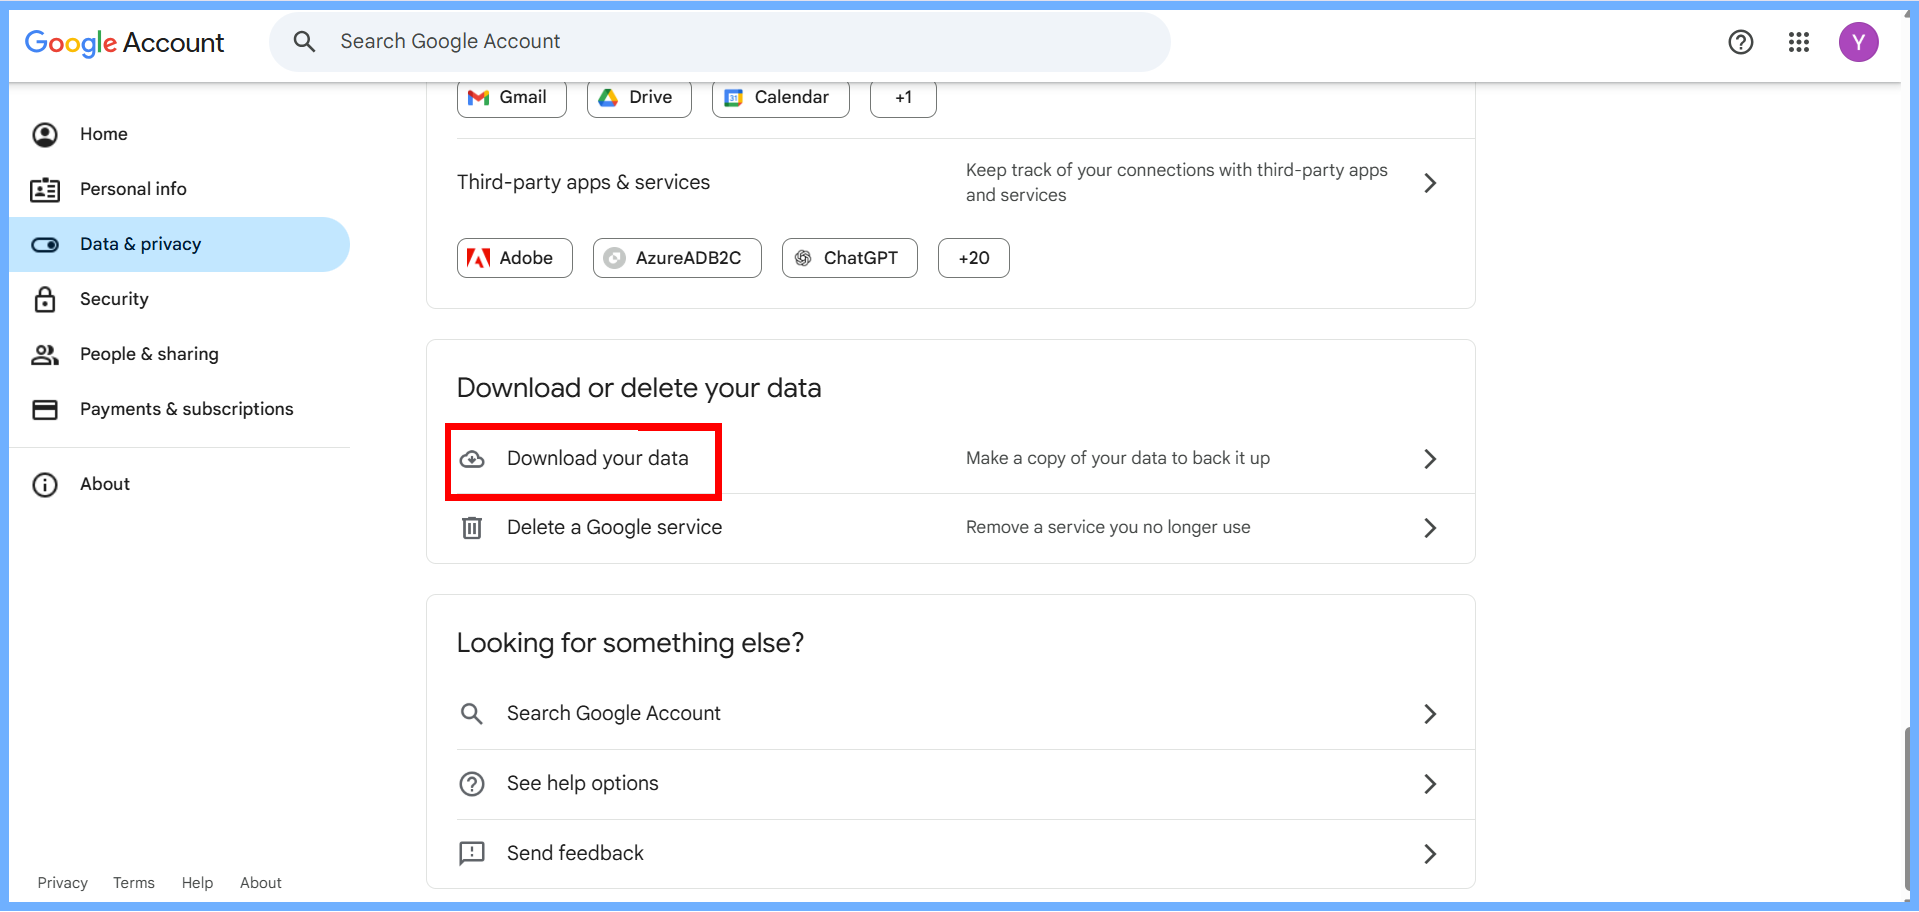 Google Account
Search Google Account
Y
Gmail
Drive
31
Calendar
+1
Home
Personal info
Data & privacy
Security
People & sharing
Payments & subscriptions
About
Third-party apps & services
Keep track of your connections with third-party apps
and services
Adobe
AzureADB2C
ChatGPT
+20
Download or delete your data
Download your data
Make a copy of your data to back it up
Delete a Google service
Remove a service you no longer use
Looking for something else?
Search Google Account
See help options
Send feedback
Privacy
Terms
Help
About